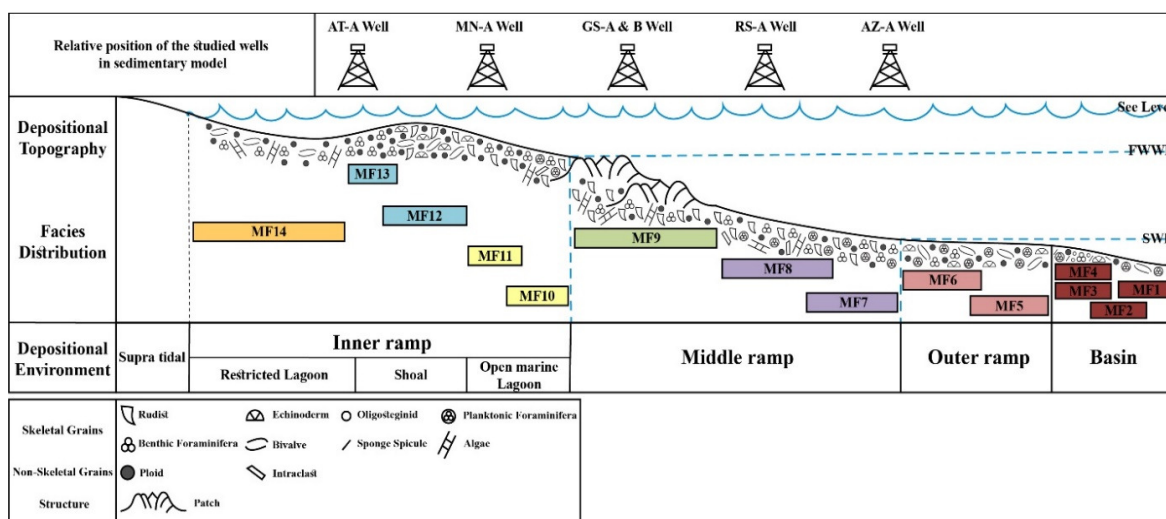 Relative position of the studied wells
in sedimentary model
AT-A Well
MN-A Well
GS-A & B Well
RS-A Well
AZ-A Well
Depositional
Topography
See Leve
FWWB
SWB
Facies
Distribution
MF14
MF13
MF12
MF11
MF10
MF9
MF8
MF7
MF6
MF5
MF4
MF3
MF2
MF1
Depositional
Environment
Supra tidal
Inner ramp
Restricted Lagoon
Shoal
Open marine
Lagoon
Middle ramp
Outer ramp
Basin
Skeletal Grains
Rudist
Echinoderm
Oligosteginid
Planktonic Foraminifera
Benthic Foraminifera
Bivalve
Sponge Spicule
Algae
Non-Skeletal Grains
Ploid
Intraclast
Structure
Patch